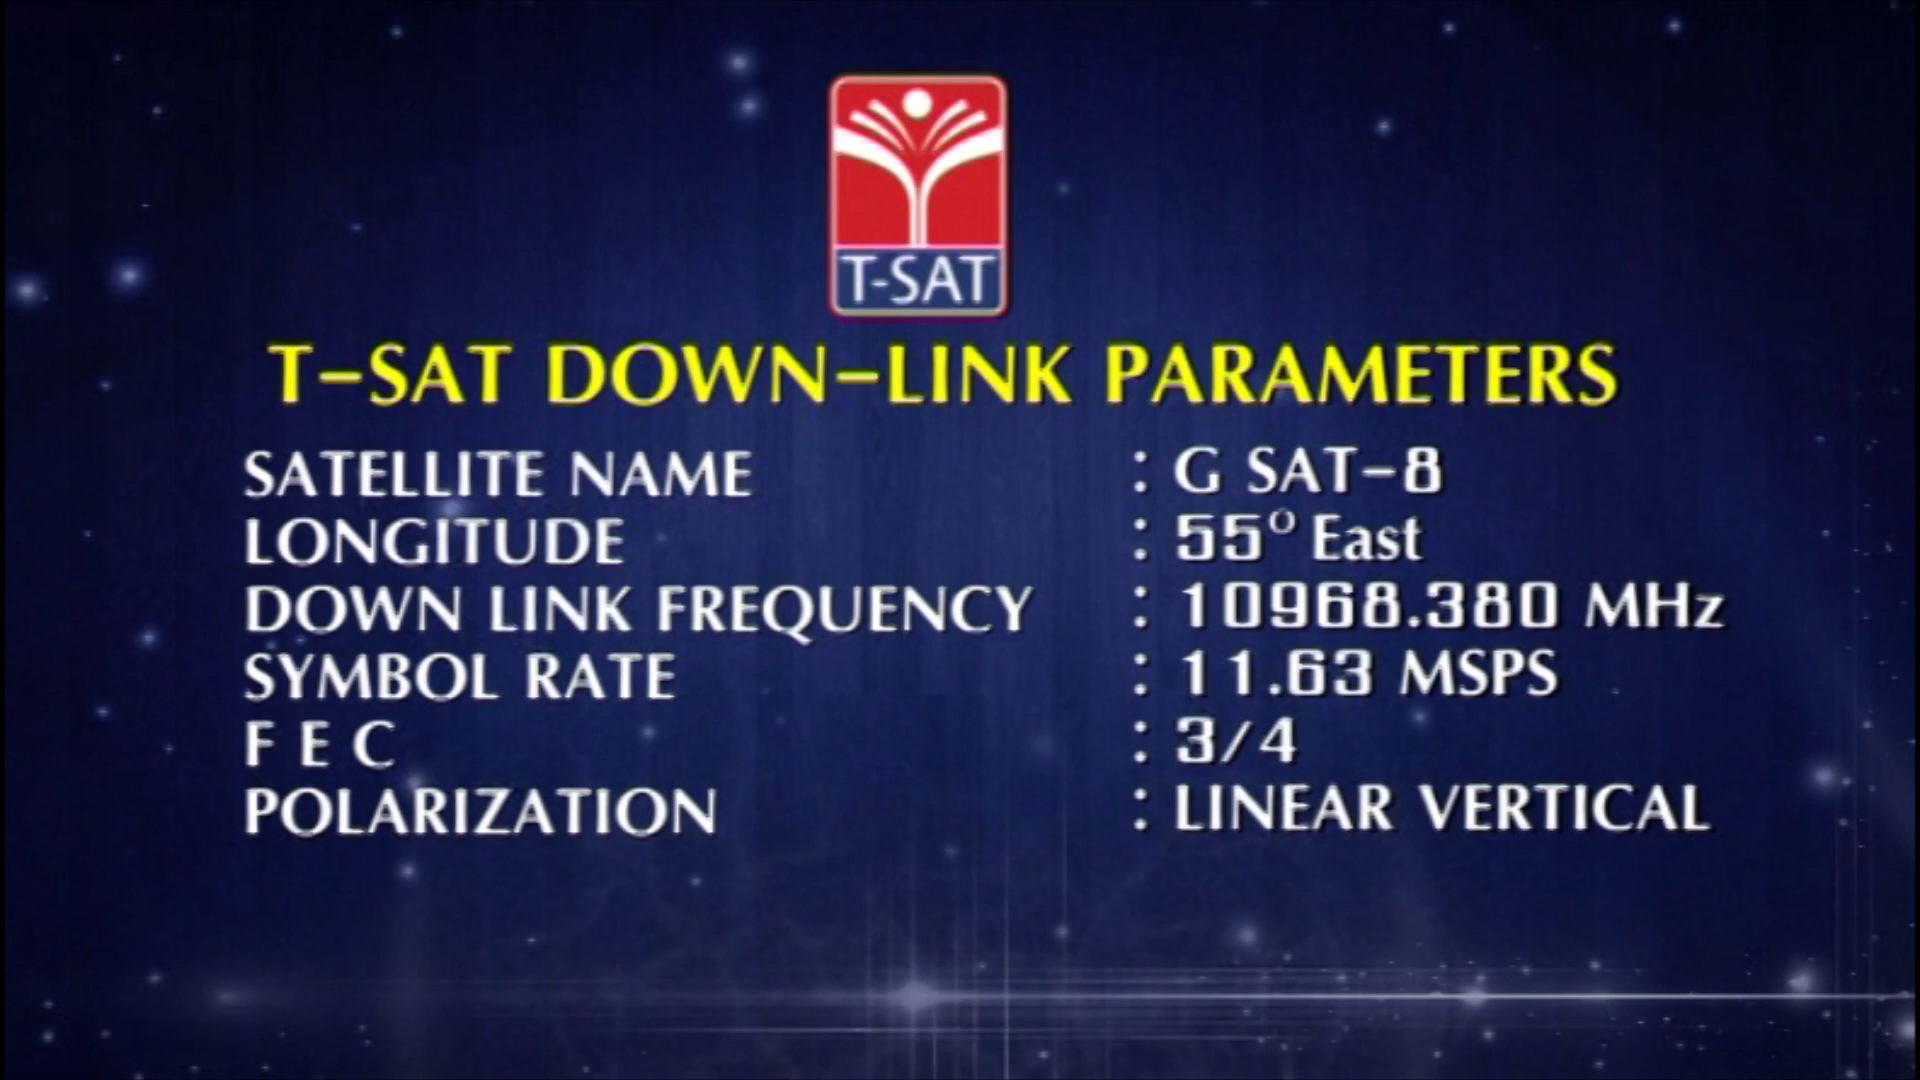 T-SAT
T-SAT DOWN-LINK PARAMETERS
SATELLITE NAME : G SAT-8
LONGITUDE : 55° East
DOWN LINK FREQUENCY : 10968.380 MHz
SYMBOL RATE : 11.63 MSPS
F E C : 3/4
POLARIZATION : LINEAR VERTICAL